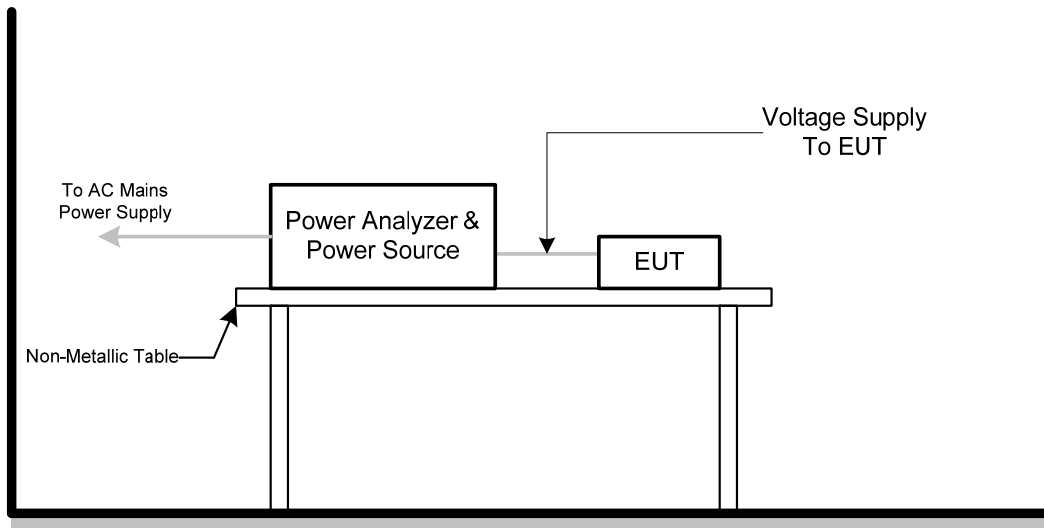 Voltage Supply
To EUT
To AC Mains
Power Supply
Power Analyzer &
Power Source
EUT
Non-Metallic Table